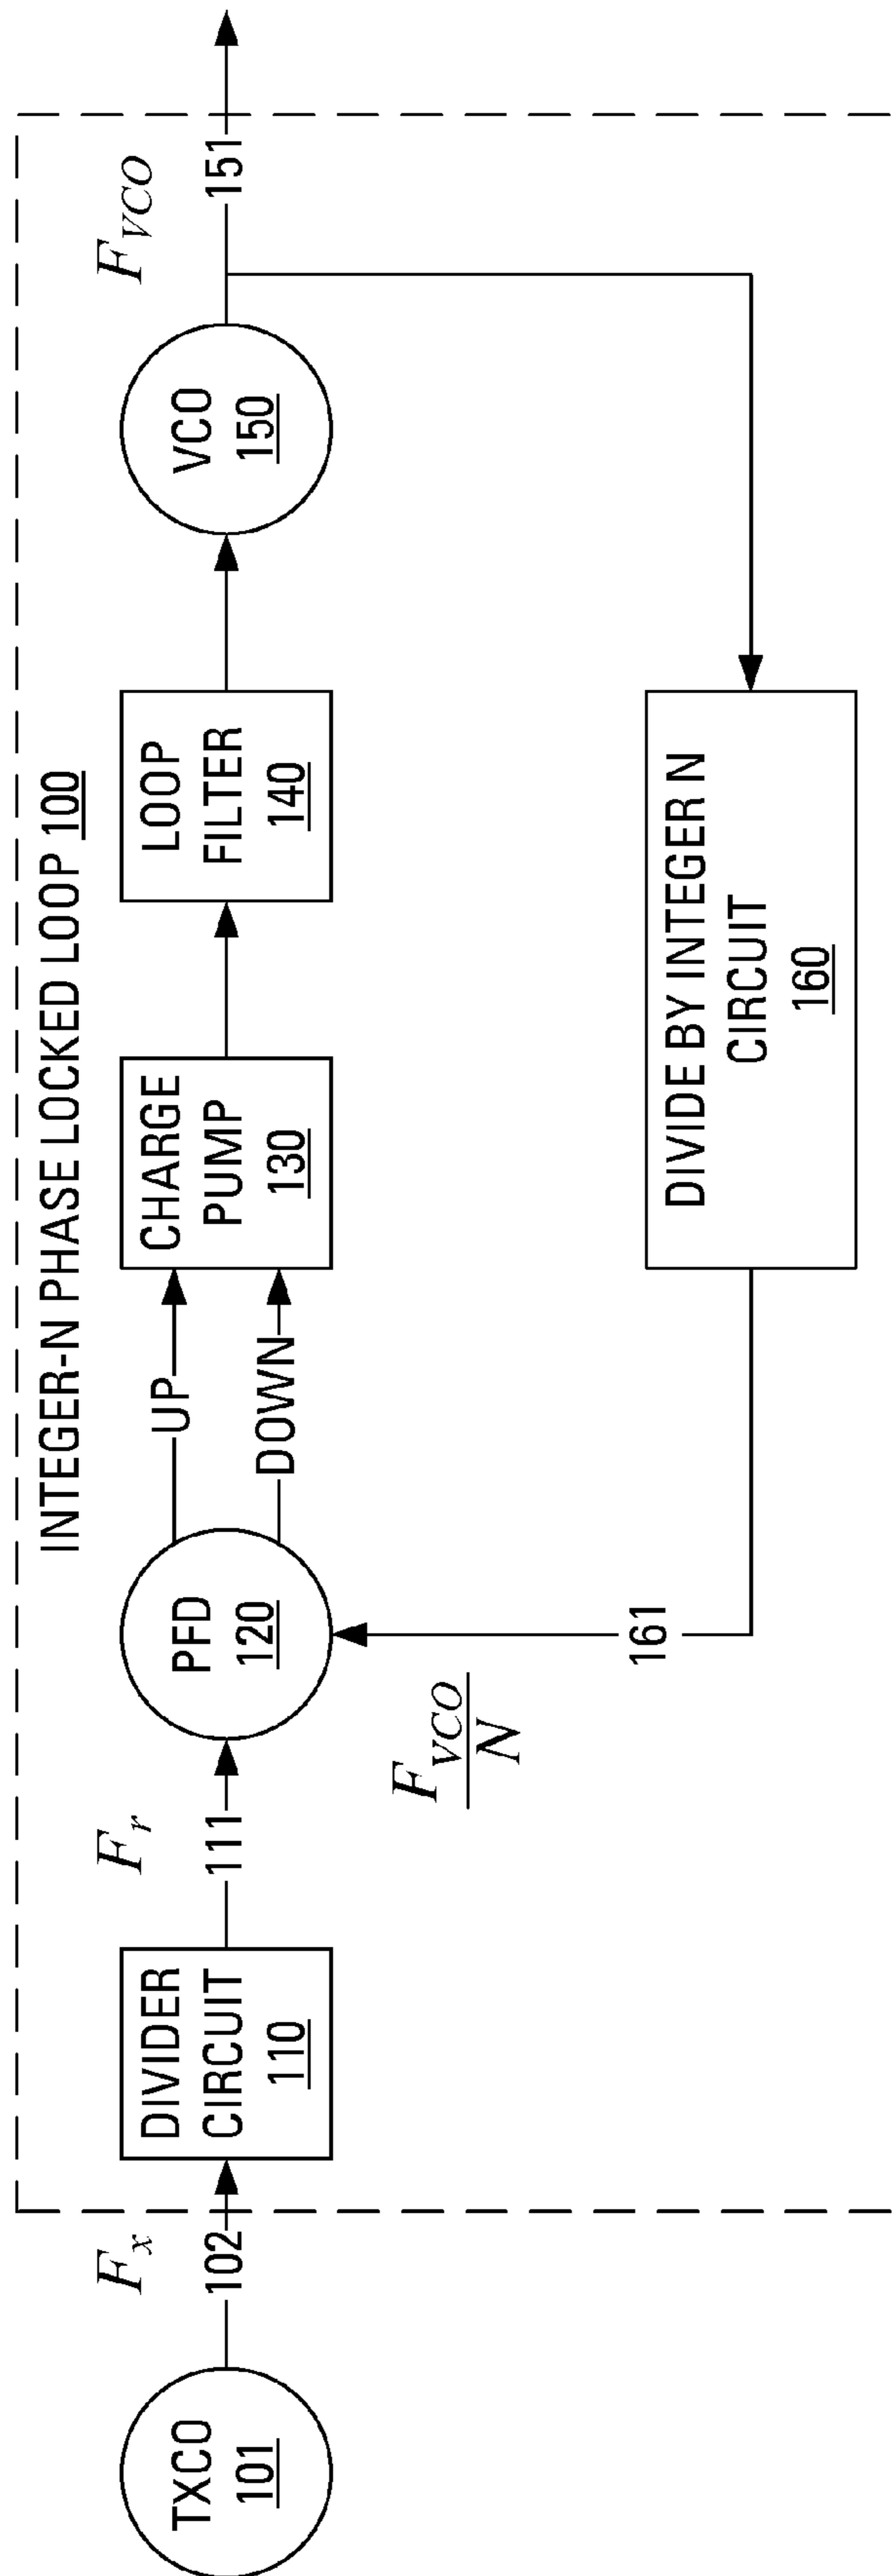 INTEGER-N PHASE LOCKED LOOP 100
TXCO
101
F_x
102
DIVIDER
CIRCUIT
110
F_r
111
PFD
120
UP
DOWN
CHARGE
PUMP
130
LOOP
FILTER
140
VCO
150
F_VCO
151
F_VCO
N
161
DIVIDE BY INTEGER N
CIRCUIT
160